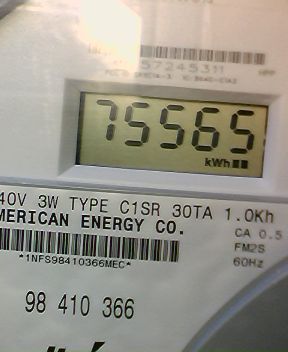 57245311
75565
kWh
40V 3W TYPE C1SR 30TA 1.0Kh
MERICAN ENERGY CO.
CA 0.5
FM2S
*1NFS98410366MEC*
60Hz
98 410 366